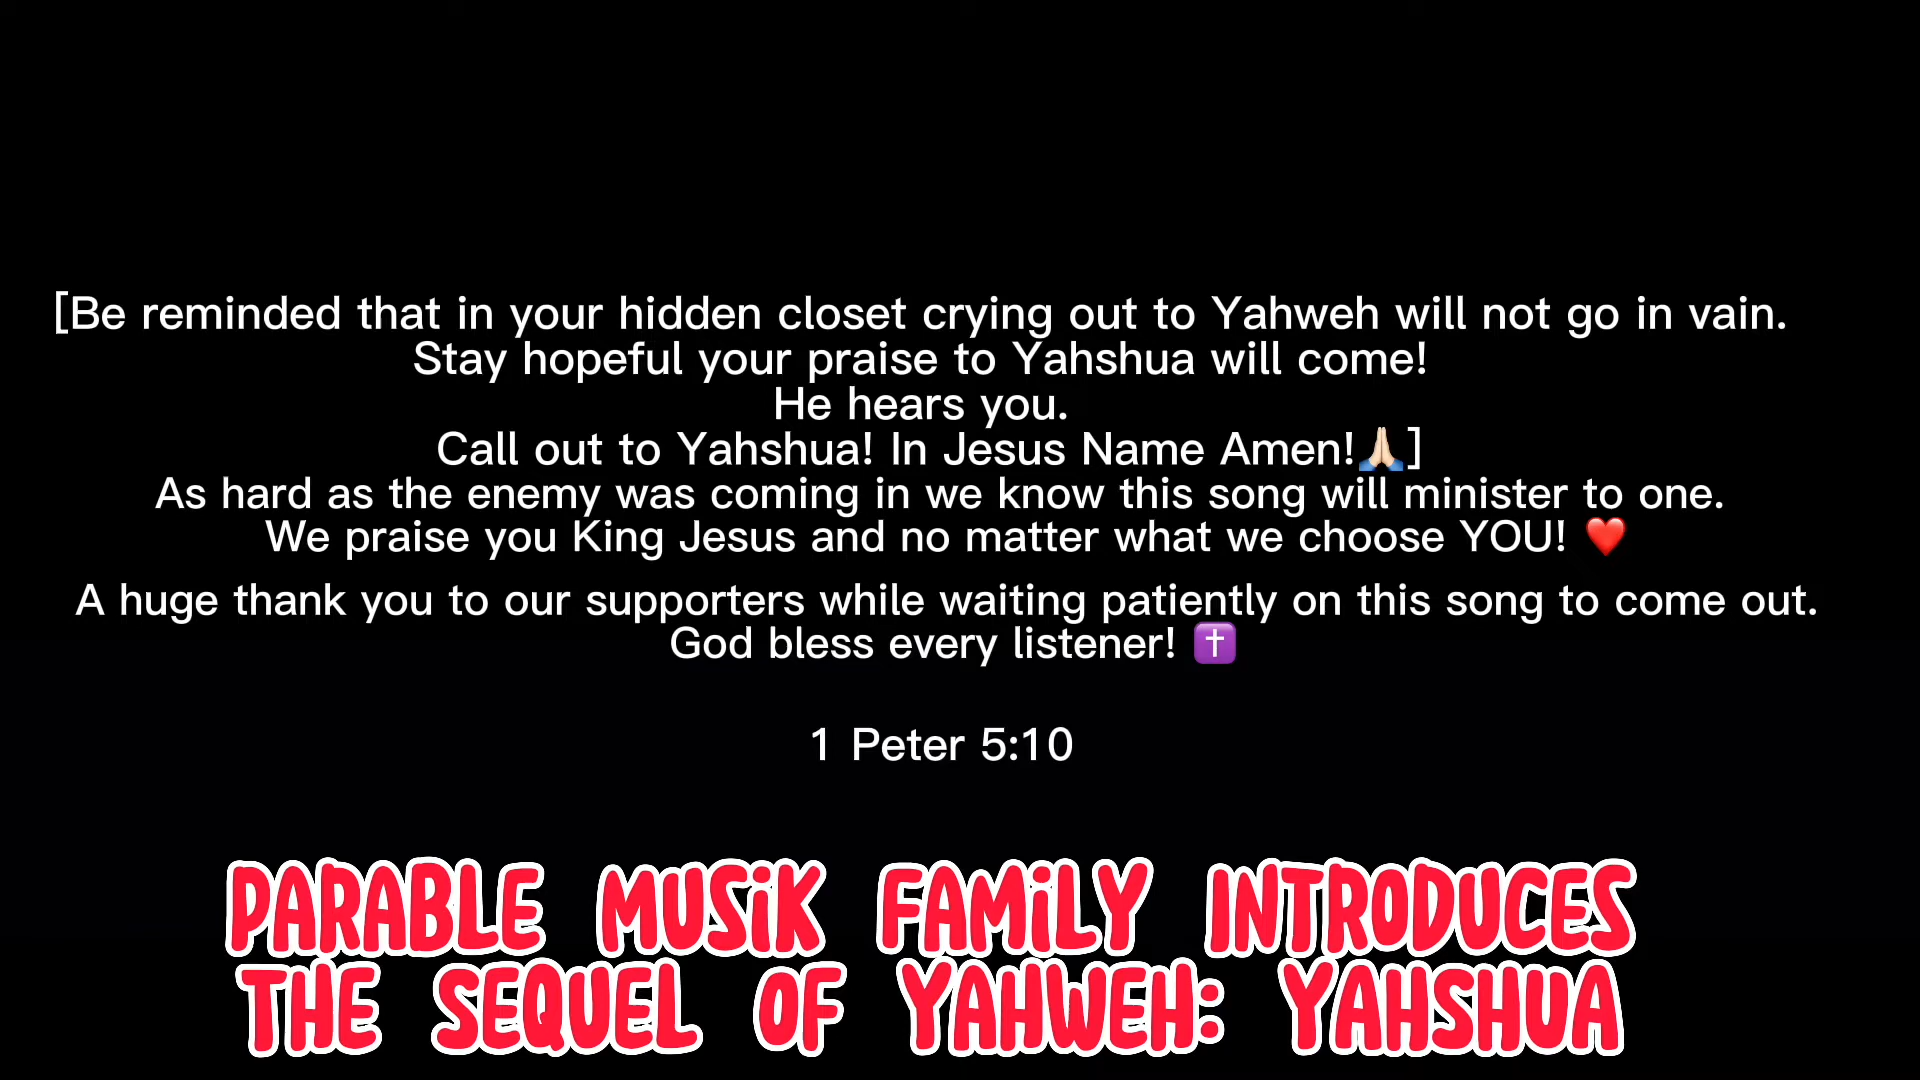 [Be reminded that in your hidden closet crying out to Yahweh will not go in vain.
Stay hopeful your praise to Yahshua will come!
He hears you.
Call out to Yahshua! In Jesus Name Amen!🙏🏻]
As hard as the enemy was coming in we know this song will minister to one.
We praise you King Jesus and no matter what we choose YOU! ❤️
A huge thank you to our supporters while waiting patiently on this song to come out.
God bless every listener! ✝️
1 Peter 5:10
PARABLE MUSiK FAMiLY INTRODUCES
THE SEQUEL OF YAHWEH: YAHSHUA